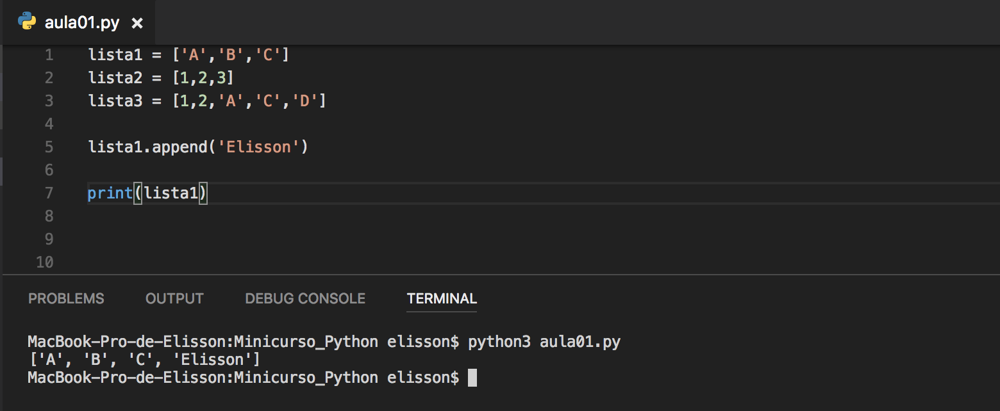 aula01.py ×
1 lista1 = ['A','B','C']
2 lista2 = [1,2,3]
3 lista3 = [1,2,'A','C','D']
4
5 lista1.append('Elisson')
6
7 print(lista1)
8
9
10
PROBLEMS OUTPUT DEBUG CONSOLE TERMINAL
MacBook-Pro-de-Elisson:Minicurso_Python elisson$ python3 aula01.py
['A', 'B', 'C', 'Elisson']
MacBook-Pro-de-Elisson:Minicurso_Python elisson$